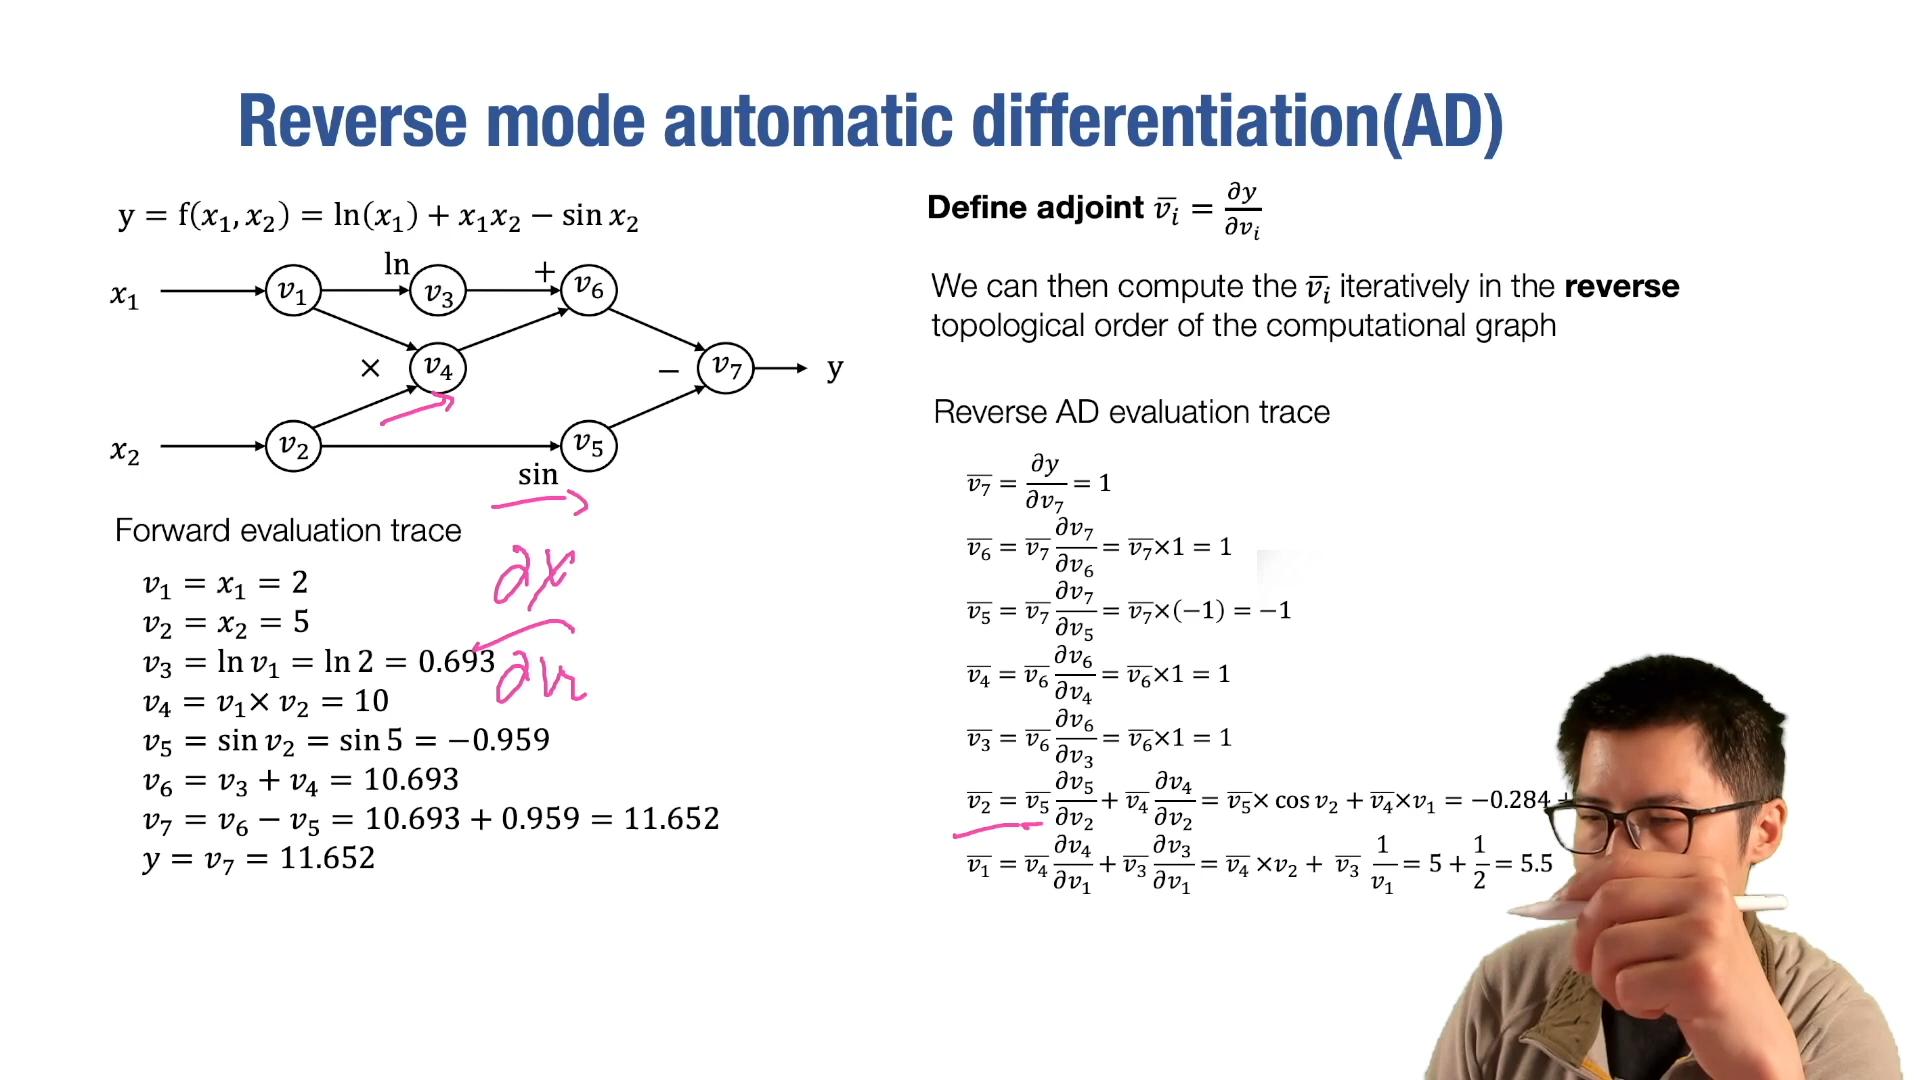 Reverse mode automatic differentiation(AD)
y = f(x₁, x₂) = ln(x₁) + x₁x₂ − sin x₂
x₁ v₁ ln v₃ + v₆
× v₄ − v₇ y
x₂ v₂ sin v₅
Forward evaluation trace
v₁ = x₁ = 2
v₂ = x₂ = 5
v₃ = ln v₁ = ln 2 = 0.693
v₄ = v₁× v₂ = 10
v₅ = sin v₂ = sin 5 = −0.959
v₆ = v₃ + v₄ = 10.693
v₇ = v₆ − v₅ = 10.693 + 0.959 = 11.652
y = v₇ = 11.652
Define adjoint v̅ᵢ = ∂y/∂vᵢ
We can then compute the v̅ᵢ iteratively in the reverse
topological order of the computational graph
Reverse AD evaluation trace
v̅₇ = ∂y/∂v₇ = 1
v̅₆ = v̅₇ ∂v₇/∂v₆ = v̅₇×1 = 1
v̅₅ = v̅₇ ∂v₇/∂v₅ = v̅₇×(−1) = −1
v̅₄ = v̅₆ ∂v₆/∂v₄ = v̅₆×1 = 1
v̅₃ = v̅₆ ∂v₆/∂v₃ = v̅₆×1 = 1
v̅₂ = v̅₅ ∂v₅/∂v₂ + v̅₄ ∂v₄/∂v₂ = v̅₅× cos v₂ + v̅₄×v₁ = −0.284 +
v̅₁ = v̅₄ ∂v₄/∂v₁ + v̅₃ ∂v₃/∂v₁ = v̅₄ ×v₂ + v̅₃ 1/v₁ = 5 + 1/2 = 5.5